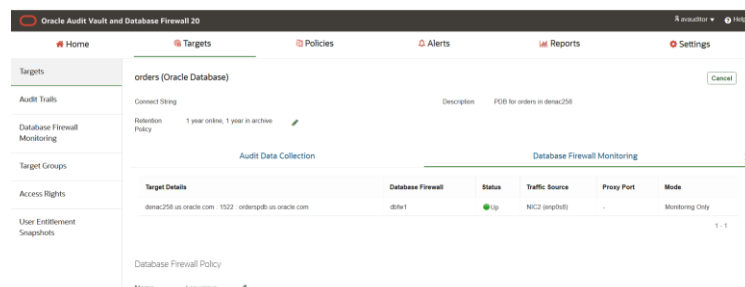 Oracle Audit Vault and Database Firewall 20
avauditor
Help
Home
Targets
Policies
Alerts
Reports
Settings
Targets
Audit Trails
Database Firewall
Monitoring
Target Groups
Access Rights
User Entitlement
Snapshots
orders (Oracle Database)
Cancel
Connect String
Description PDB for orders in denac258
Retention
Policy
1 year online, 1 year in archive
Audit Data Collection
Database Firewall Monitoring
Target Details Database Firewall Status Traffic Source Proxy Port Mode
denac258.us.oracle.com : 1522 : orderspdb.us.oracle.com dbfw1 Up NIC2 (enp0s8) - Monitoring Only
1 - 1
Database Firewall Policy